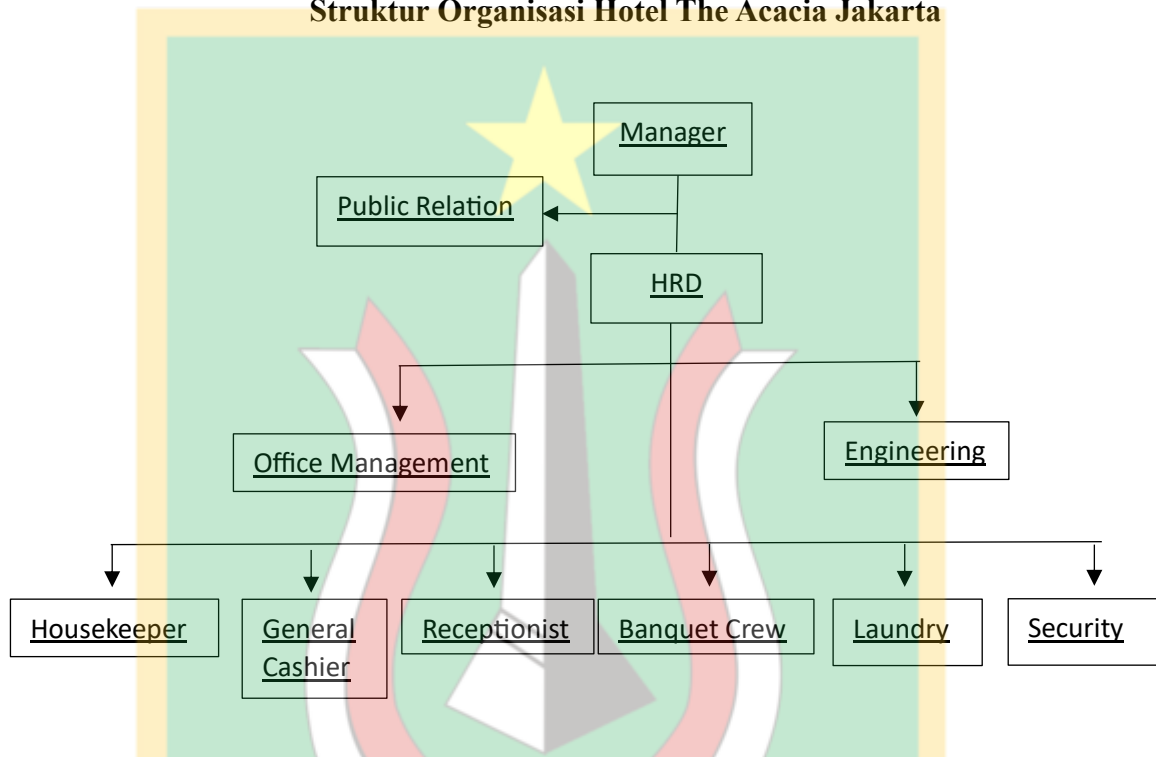 Struktur Organisasi Hotel The Acacia Jakarta
Manager
Public Relation
HRD
Office Management
Engineering
Housekeeper
General
Cashier
Receptionist
Banquet Crew
Laundry
Security